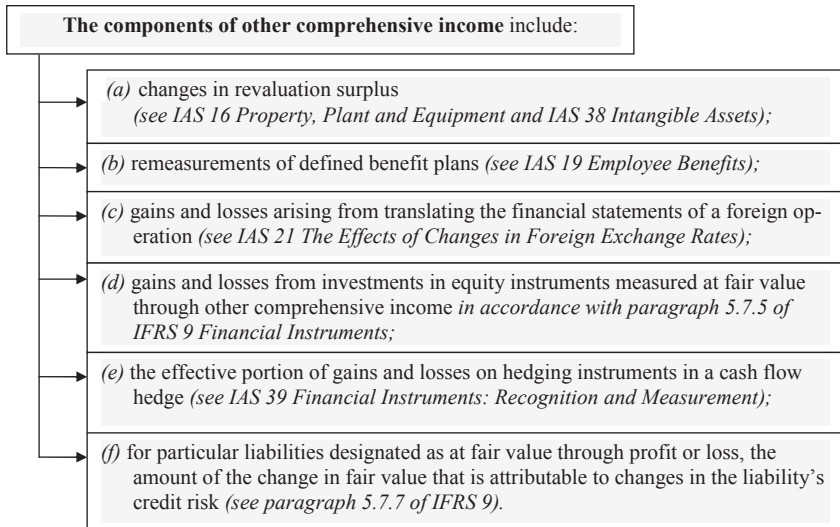 The components of other comprehensive income include:
(a) changes in revaluation surplus
(see IAS 16 Property, Plant and Equipment and IAS 38 Intangible Assets);
(b) remeasurements of defined benefit plans (see IAS 19 Employee Benefits);
(c) gains and losses arising from translating the financial statements of a foreign op-
eration (see IAS 21 The Effects of Changes in Foreign Exchange Rates);
(d) gains and losses from investments in equity instruments measured at fair value
through other comprehensive income in accordance with paragraph 5.7.5 of
IFRS 9 Financial Instruments;
(e) the effective portion of gains and losses on hedging instruments in a cash flow
hedge (see IAS 39 Financial Instruments: Recognition and Measurement);
(f) for particular liabilities designated as at fair value through profit or loss, the
amount of the change in fair value that is attributable to changes in the liability's
credit risk (see paragraph 5.7.7 of IFRS 9).